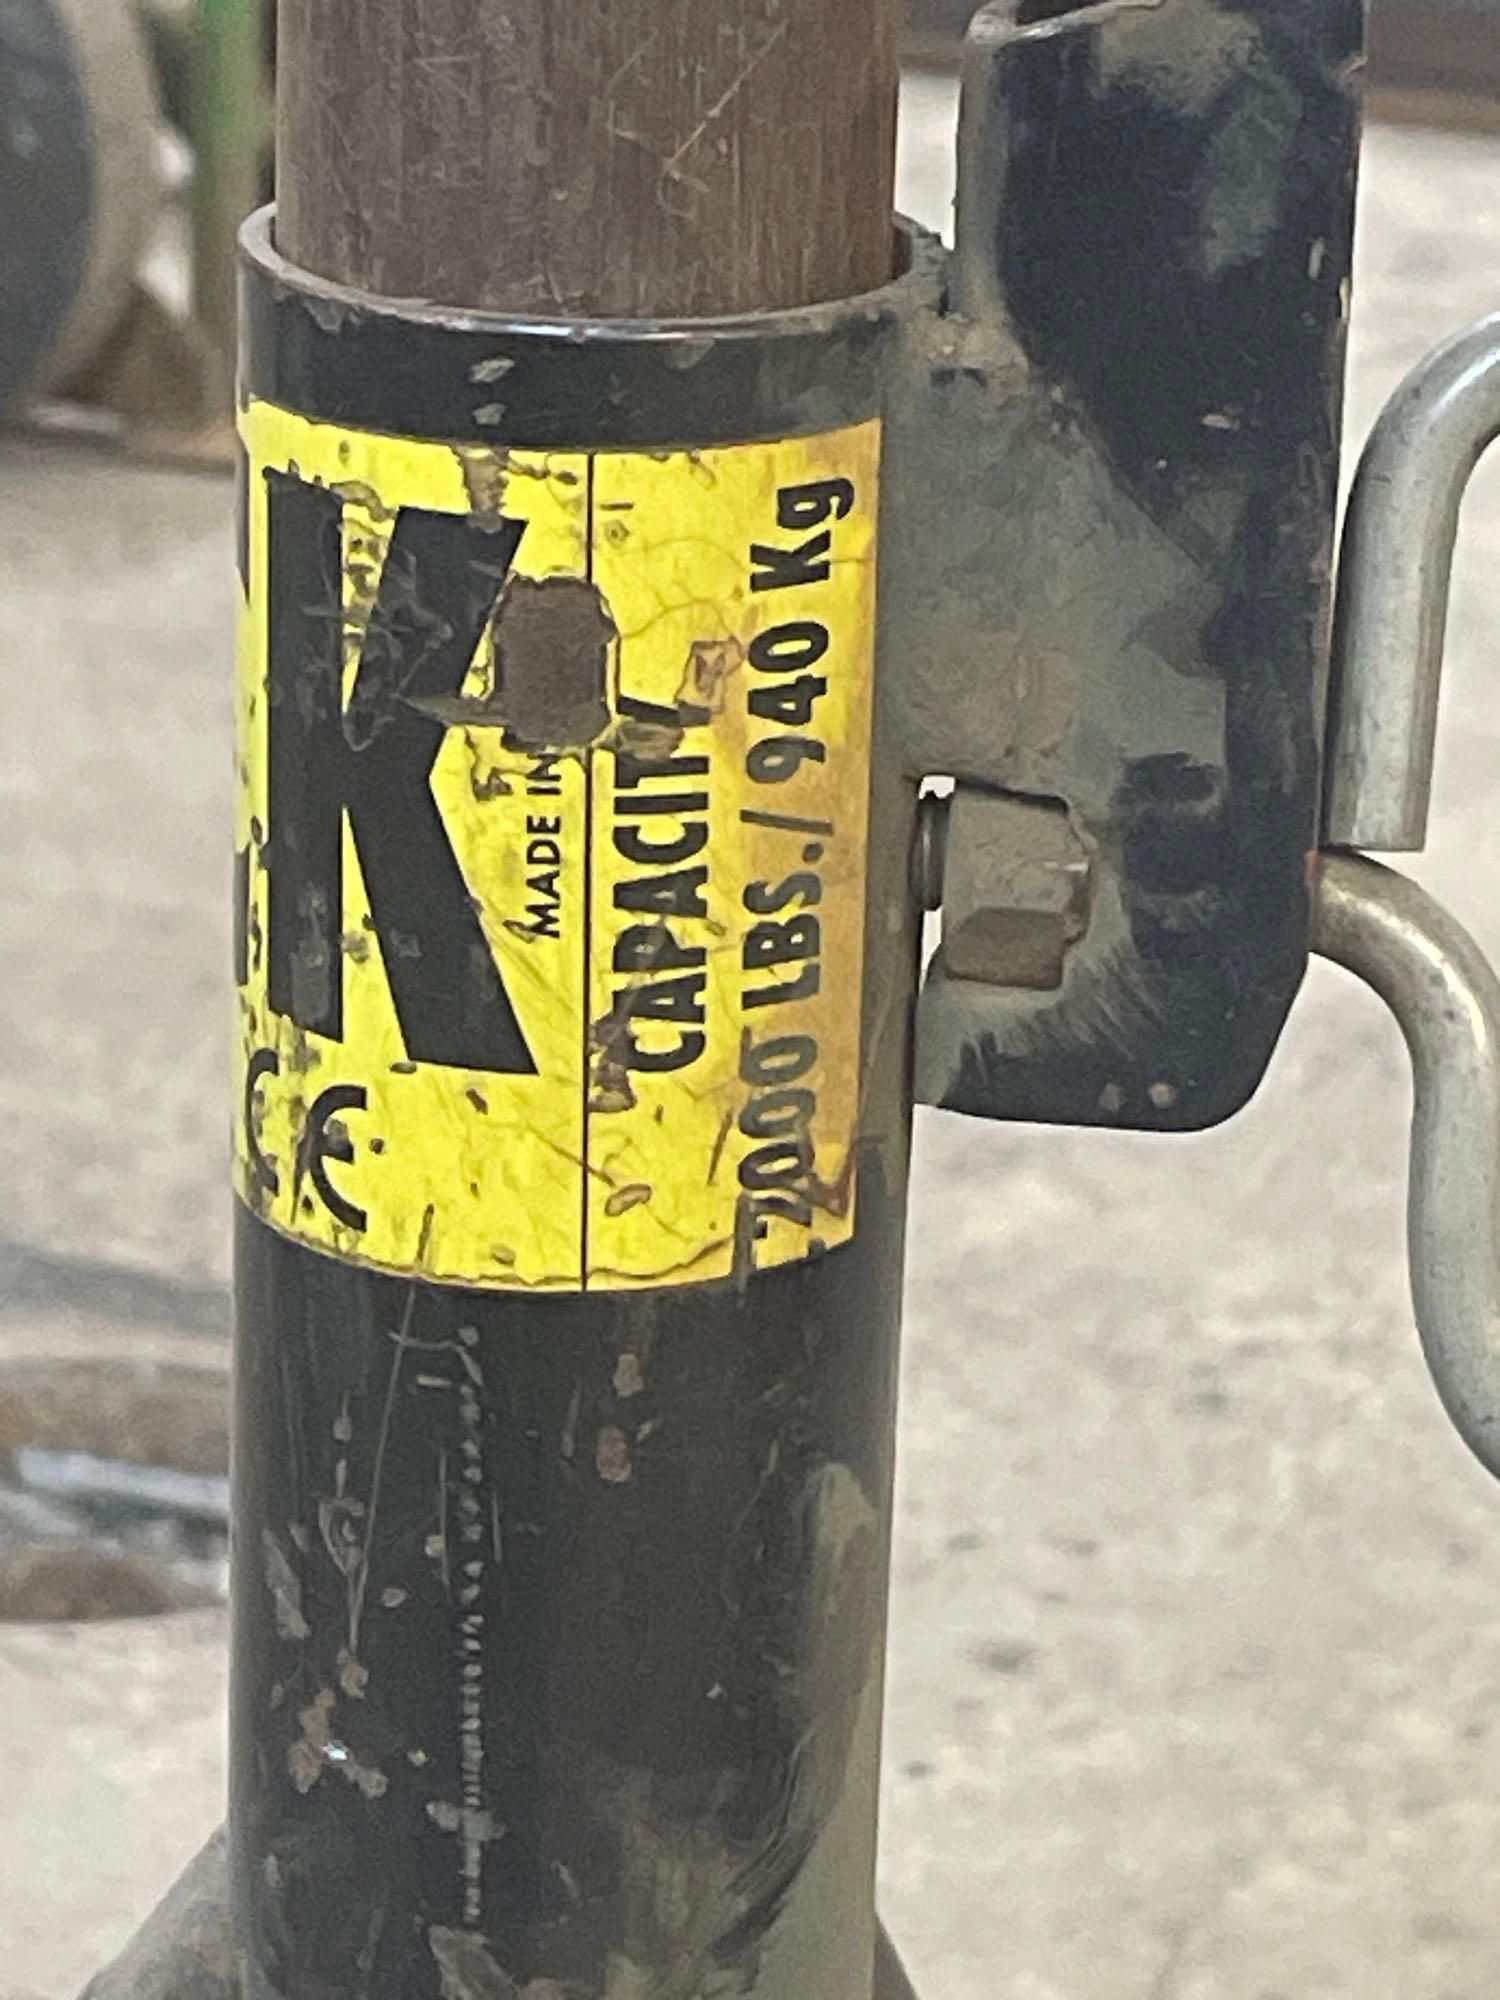 K
MADE IN
CE
CAPACITY
2000 LBS./ 940 Kg